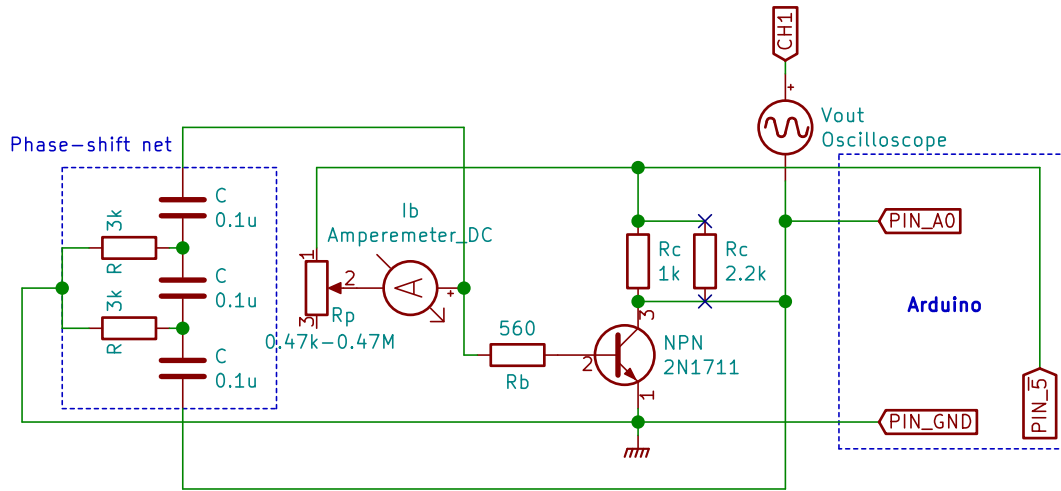 CH1
+
Vout
Oscilloscope
Phase-shift net
C
0.1u
3k
R
C
0.1u
3k
R
C
0.1u
Ib
Amperemeter_DC
A
+
1
2
3
Rp
0.47k-0.47M
560
Rb
Rc
1k
Rc
2.2k
3
NPN
2N1711
2
1
PIN_A0
Arduino
PIN_5
PIN_GND